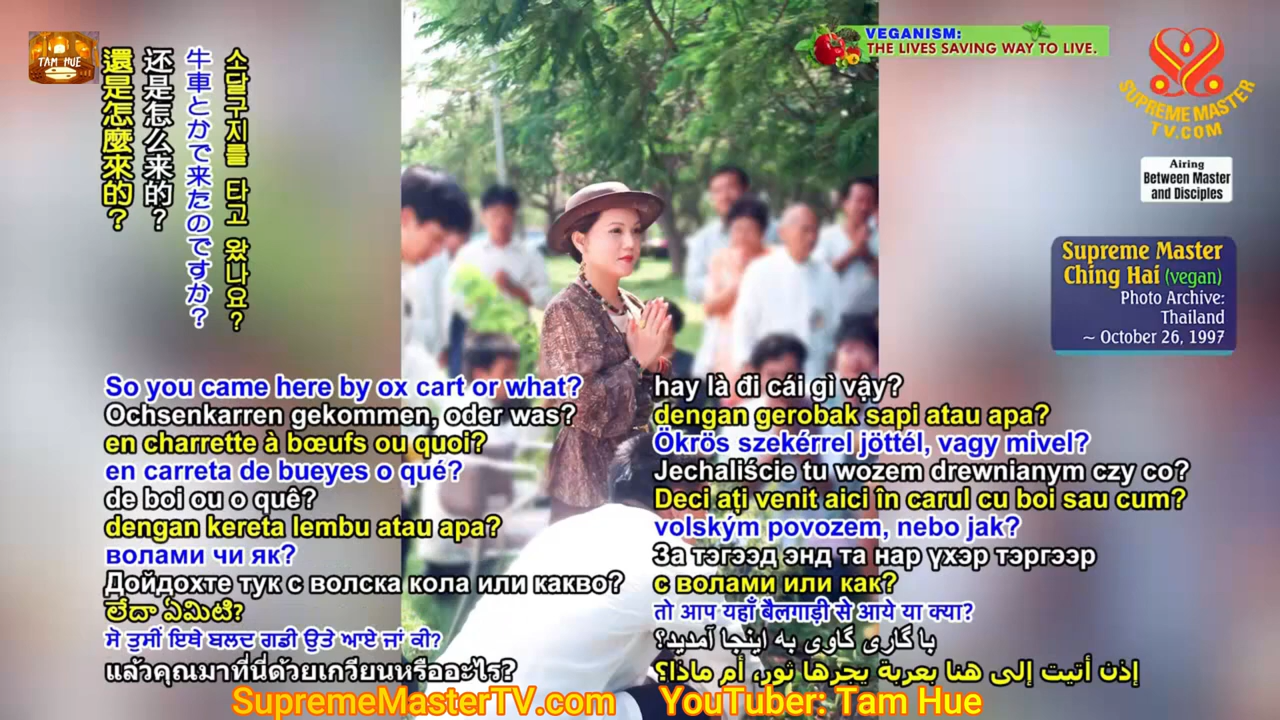 TAM HUE
還是怎麼來的？
还是怎么来的？
牛車とかで来たのですか？
소달구지를 타고 왔나요?
VEGANISM:
THE LIVES SAVING WAY TO LIVE.
SUPREME MASTER
TV.COM
Airing
Between Master
and Disciples
Supreme Master
Ching Hai (vegan)
Photo Archive:
Thailand
~ October 26, 1997
So you came here by ox cart or what?
Ochsenkarren gekommen, oder was?
en charrette à bœufs ou quoi?
en carreta de bueyes o qué?
de boi ou o quê?
dengan kereta lembu atau apa?
волами чи як?
Дойдохте тук с волска кола или какво?
లేదా ఏమిటి?
ਸੋ ਤੁਸੀਂ ਇਥੇ ਬਲਦ ਗਡੀ ਉਤੇ ਆਏ ਜਾਂ ਕੀ?
แล้วคุณมาที่นี่ด้วยเกวียนหรืออะไร?
hay là đi cái gì vậy?
dengan gerobak sapi atau apa?
Ökrös szekérrel jöttél, vagy mivel?
Jechaliście tu wozem drewnianym czy co?
Deci ați venit aici în carul cu boi sau cum?
volským povozem, nebo jak?
За тэгээд энд та нар үхэр тэргээр
с волами или как?
तो आप यहाँ बैलगाड़ी से आये या क्या?
با گاری گاوی به اینجا آمدید؟
إذن أتيت إلى هنا بعربة يجرها ثور، أم ماذا؟
SupremeMasterTV.com
YouTuber: Tam Hue